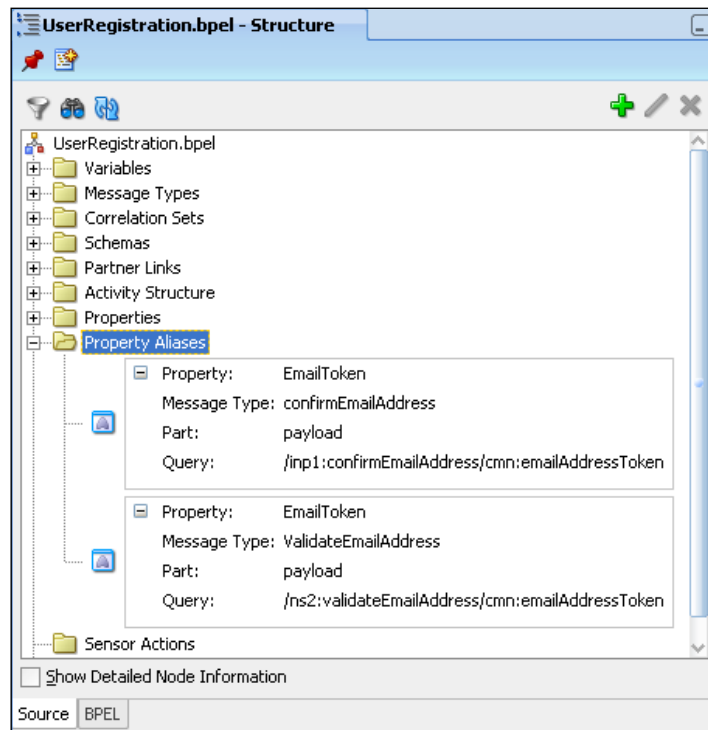 UserRegistration.bpel - Structure
UserRegistration.bpel
Variables
Message Types
Correlation Sets
Schemas
Partner Links
Activity Structure
Properties
Property Aliases
Property: EmailToken
Message Type: confirmEmailAddress
Part: payload
Query: /inp1:confirmEmailAddress/cmn:emailAddressToken
Property: EmailToken
Message Type: ValidateEmailAddress
Part: payload
Query: /ns2:validateEmailAddress/cmn:emailAddressToken
Sensor Actions
Show Detailed Node Information
Source BPEL